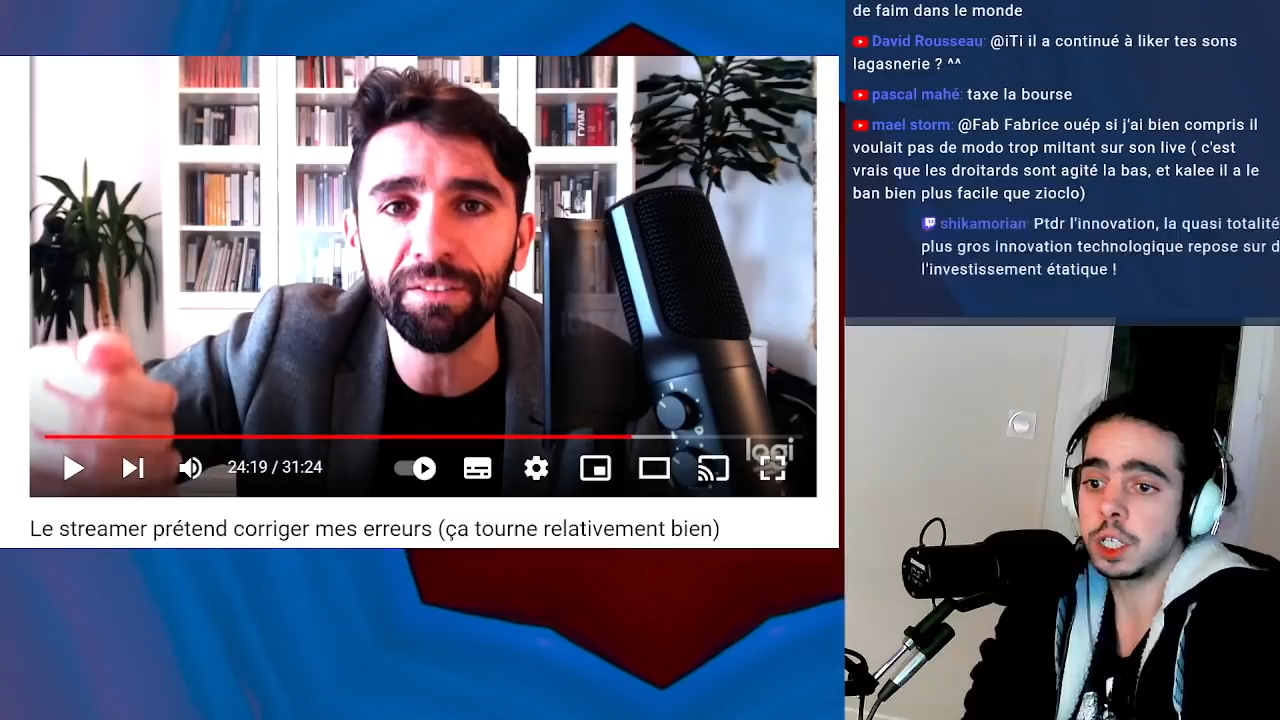 de faim dans le monde
David Rousseau: @iTi il a continué à liker tes sons
lagasnerie ? ^^
pascal mahé: taxe la bourse
mael storm: @Fab Fabrice ouép si j'ai bien compris il
voulait pas de modo trop miltant sur son live ( c'est
vrais que les droitards sont agité la bas, et kalee il a le
ban bien plus facile que zioclo)
shikamorian: Ptdr l'innovation, la quasi totalité
plus gros innovation technologique repose sur d
l'investissement étatique !
ГУЛАГ
logi
24:19 / 31:24
Le streamer prétend corriger mes erreurs (ça tourne relativement bien)